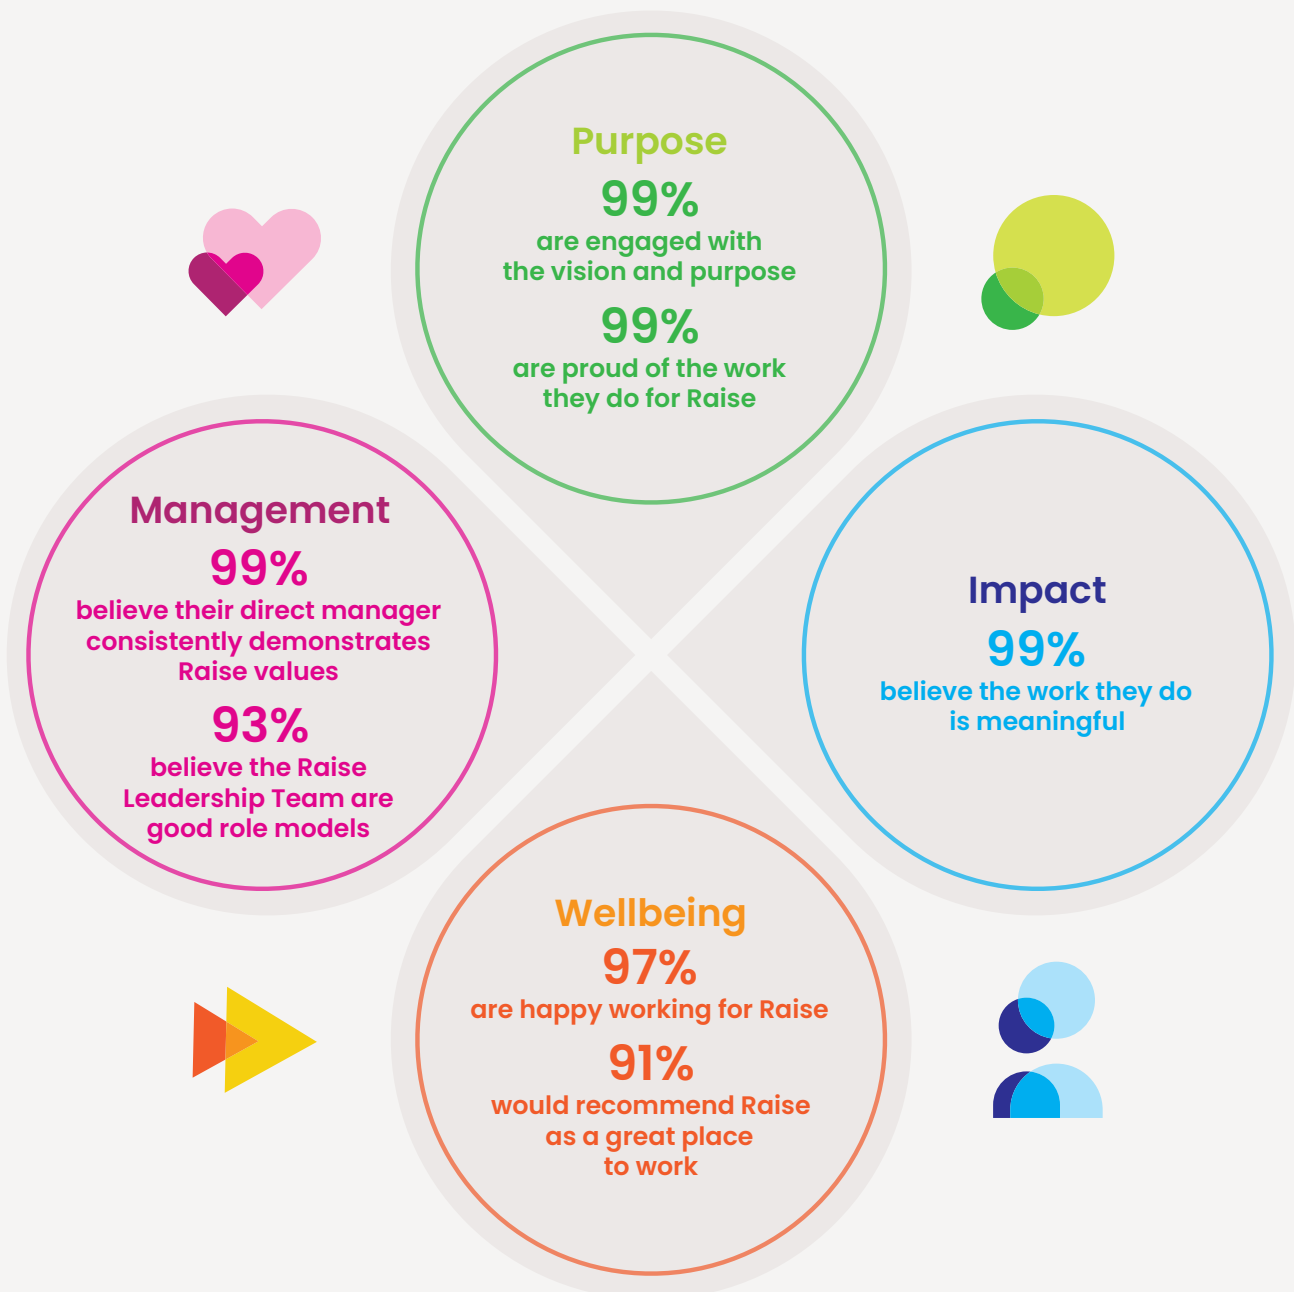 Purpose
99%
are engaged with
the vision and purpose
99%
are proud of the work
they do for Raise
Management
99%
believe their direct manager
consistently demonstrates
Raise values
93%
believe the Raise
Leadership Team are
good role models
Impact
99%
believe the work they do
is meaningful
Wellbeing
97%
are happy working for Raise
91%
would recommend Raise
as a great place
to work